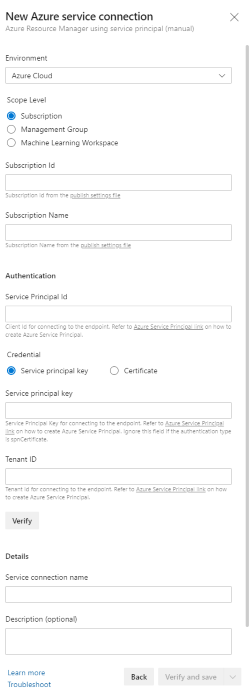 New Azure service connection
Azure Resource Manager using service principal (manual)
Environment
Azure Cloud
Scope Level
Subscription
Management Group
Machine Learning Workspace
Subscription Id
Subscription Id from the publish settings file
Subscription Name
Subscription Name from the publish settings file
Authentication
Service Principal Id
Client Id for connecting to the endpoint. Refer to Azure Service Principal link on how to
create Azure Service Principal.
Credential
Service principal key
Certificate
Service principal key
Service Principal Key for connecting to the endpoint. Refer to Azure Service Principal
link on how to create Azure Service Principal. Ignore this field if the authentication type
is spnCertificate.
Tenant ID
Tenant Id for connecting to the endpoint. Refer to Azure Service Principal link on how
to create Azure Service Principal.
Verify
Details
Service connection name
Description (optional)
Learn more
Troubleshoot
Back
Verify and save